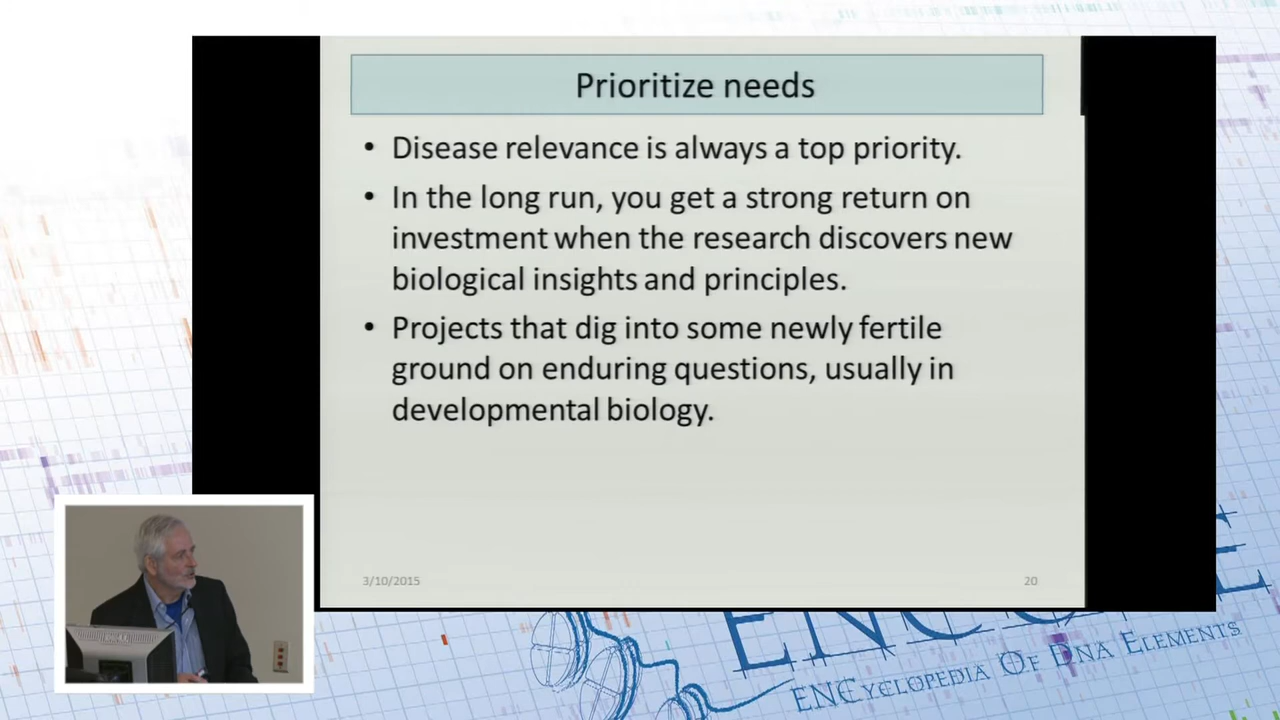 Prioritize needs
• Disease relevance is always a top priority.
• In the long run, you get a strong return on
investment when the research discovers new
biological insights and principles.
• Projects that dig into some newly fertile
ground on enduring questions, usually in
developmental biology.
3/10/2015
20
ENCYCLOPEDIA OF DNA ELEMENTS